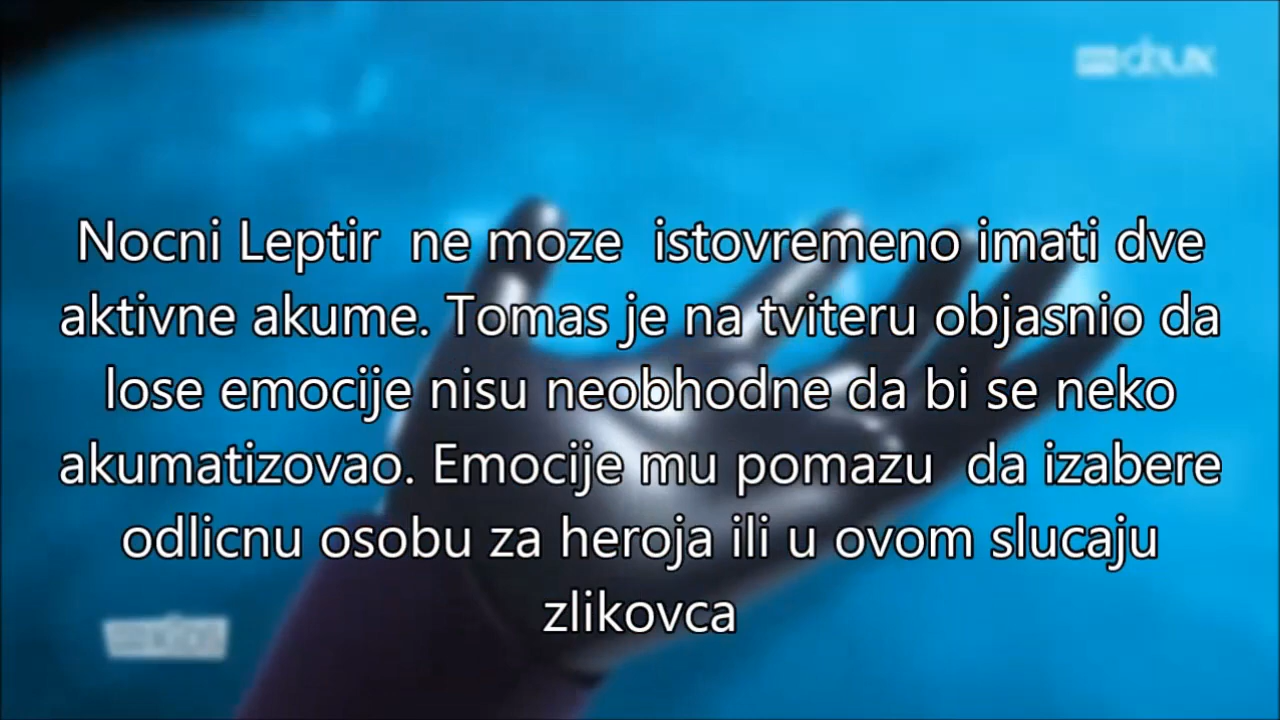 Nocni Leptir  ne moze  istovremeno imati dve
aktivne akume. Tomas je na tviteru objasnio da
lose emocije nisu neobhodne da bi se neko
akumatizovao. Emocije mu pomazu  da izabere
odlicnu osobu za heroja ili u ovom slucaju
zlikovca